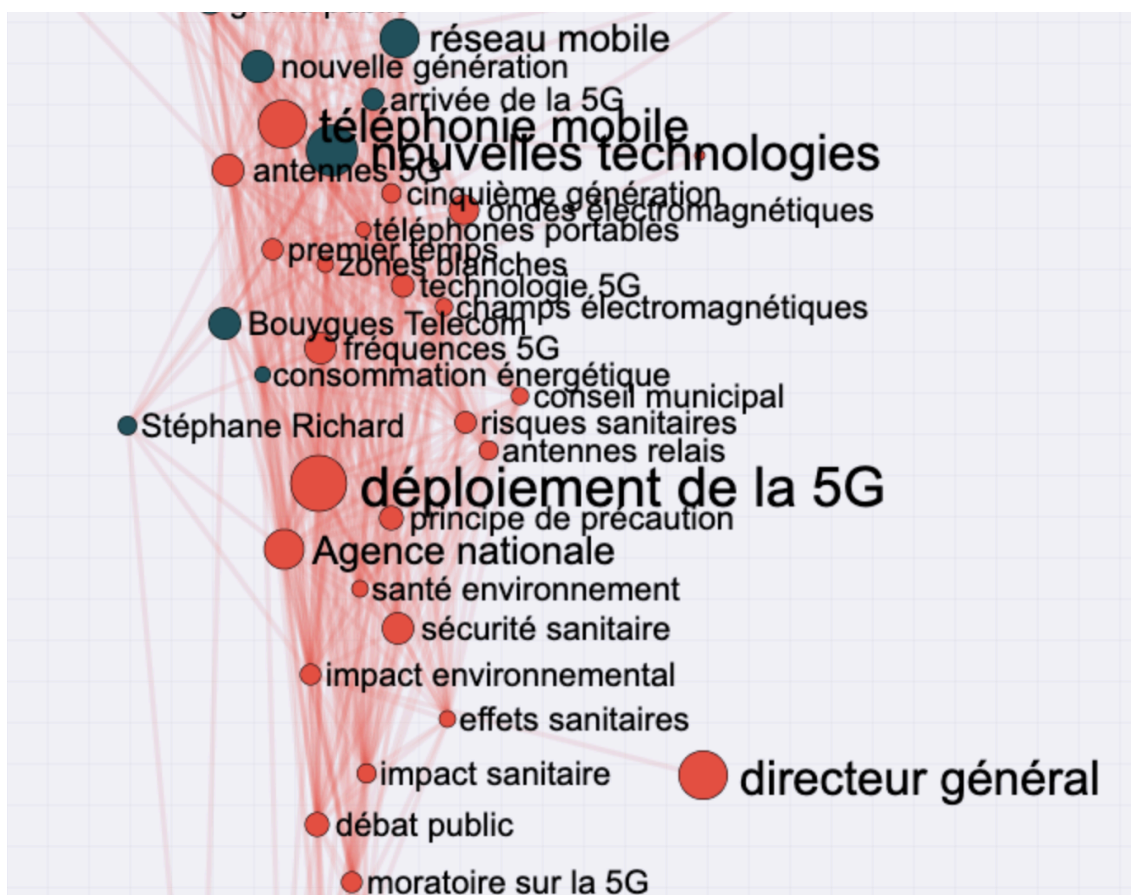 réseau mobile
nouvelle génération
arrivée de la 5G
téléphonie mobile
nouvelles technologies
antennes 5G
cinquième génération
ondes électromagnétiques
téléphones portables
premier temps
zones blanches
technologie 5G
champs électromagnétiques
Bouygues Telecom
fréquences 5G
consommation énergétique
conseil municipal
risques sanitaires
Stéphane Richard
antennes relais
déploiement de la 5G
principe de précaution
Agence nationale
santé environnement
sécurité sanitaire
impact environnemental
effets sanitaires
impact sanitaire
directeur général
débat public
moratoire sur la 5G